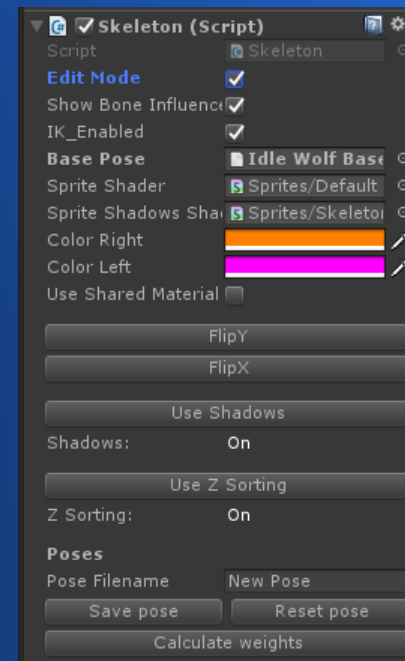 Skeleton (Script)
Script Skeleton
Edit Mode
Show Bone Influence
IK_Enabled
Base Pose Idle Wolf Base
Sprite Shader Sprites/Default
Sprite Shadows Shad Sprites/Skeleton
Color Right
Color Left
Use Shared Material
FlipY
FlipX
Use Shadows
Shadows: On
Use Z Sorting
Z Sorting: On
Poses
Pose Filename New Pose
Save pose Reset pose
Calculate weights